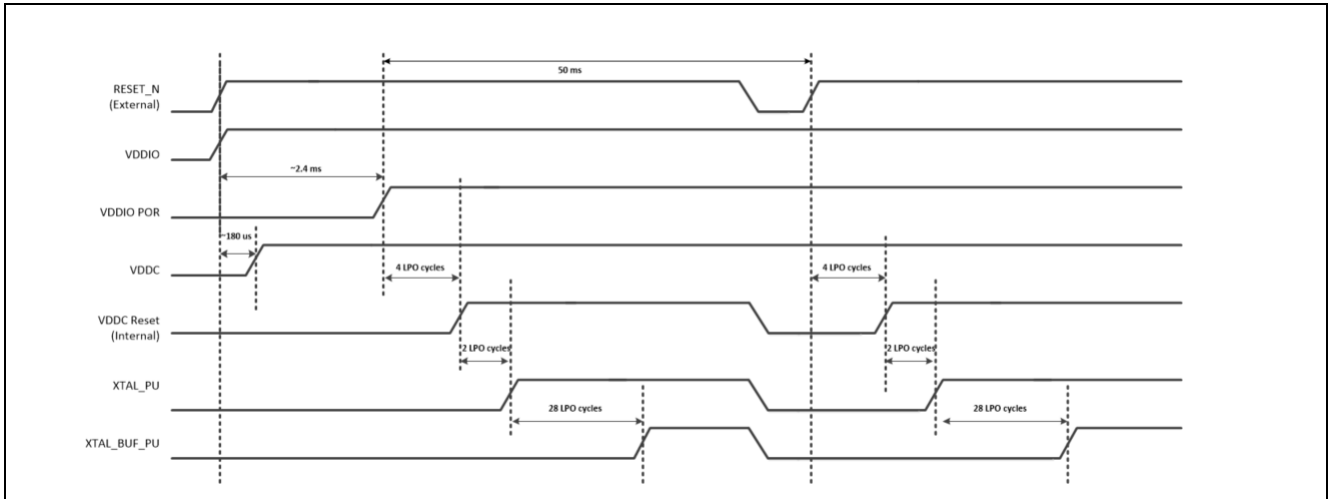 50 ms
RESET_N
(External)
VDDIO
~2.4 ms
VDDIO POR
~180 us
VDDC
4 LPO cycles
4 LPO cycles
VDDC Reset
(Internal)
2 LPO cycles
2 LPO cycles
XTAL_PU
28 LPO cycles
28 LPO cycles
XTAL_BUF_PU